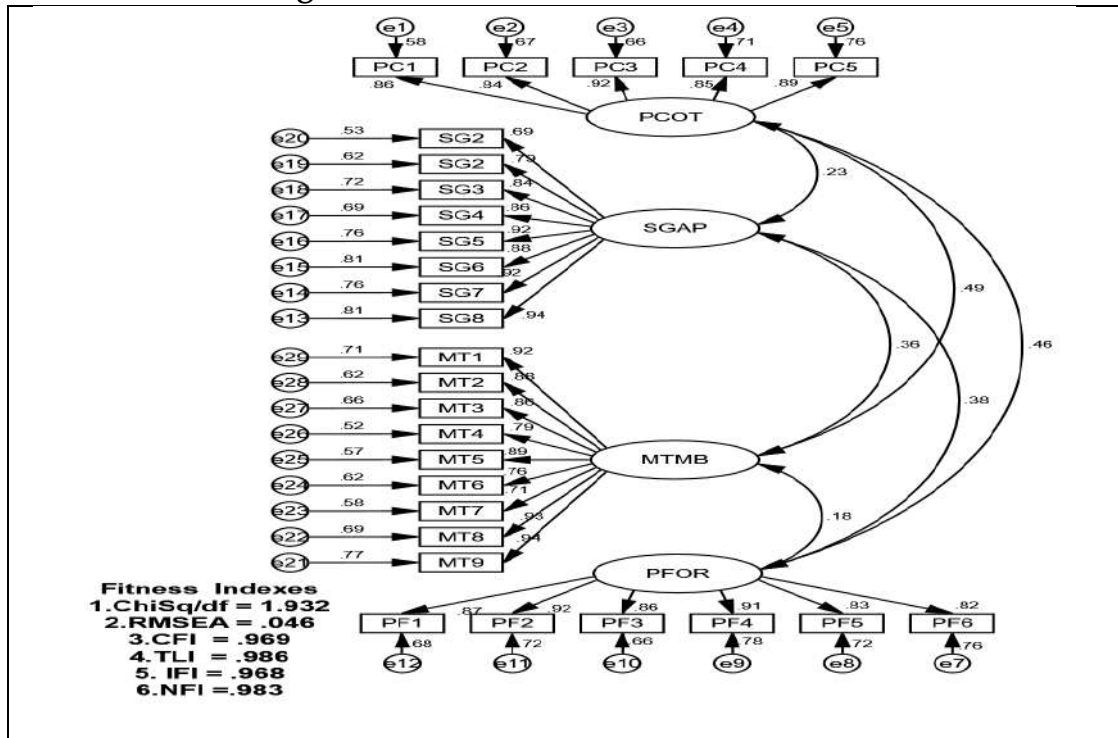 e1 e2 e3 e4 e5
.58 .67 .66 .71 .76
PC1 PC2 PC3 PC4 PC5
.86 .84 .92 .85 .89
PCOT
e20 .53 SG2 .69
e19 .62 SG2 .79
e18 .72 SG3 .84
e17 .69 SG4 .86
e16 .76 SG5 .92
e15 .81 SG6 .88
e14 .76 SG7 .92
e13 .81 SG8 .94
SGAP
.23
.49
.36
.46
.38
e29 .71 MT1 .92
e28 .62 MT2 .88
e27 .66 MT3 .86
e26 .52 MT4 .79
e25 .57 MT5 .89
e24 .62 MT6 .76
e23 .58 MT7 .71
e22 .69 MT8 .93
e21 .77 MT9 .94
MTMB
.18
PFOR
.87 .92 .86 .91 .83 .82
PF1 PF2 PF3 PF4 PF5 PF6
.68 .72 .66 .78 .72 .76
e12 e11 e10 e9 e8 e7
Fitness Indexes
1.ChiSq/df = 1.932
2.RMSEA = .046
3.CFI = .969
4.TLI = .986
5. IFI = .968
6.NFI =.983